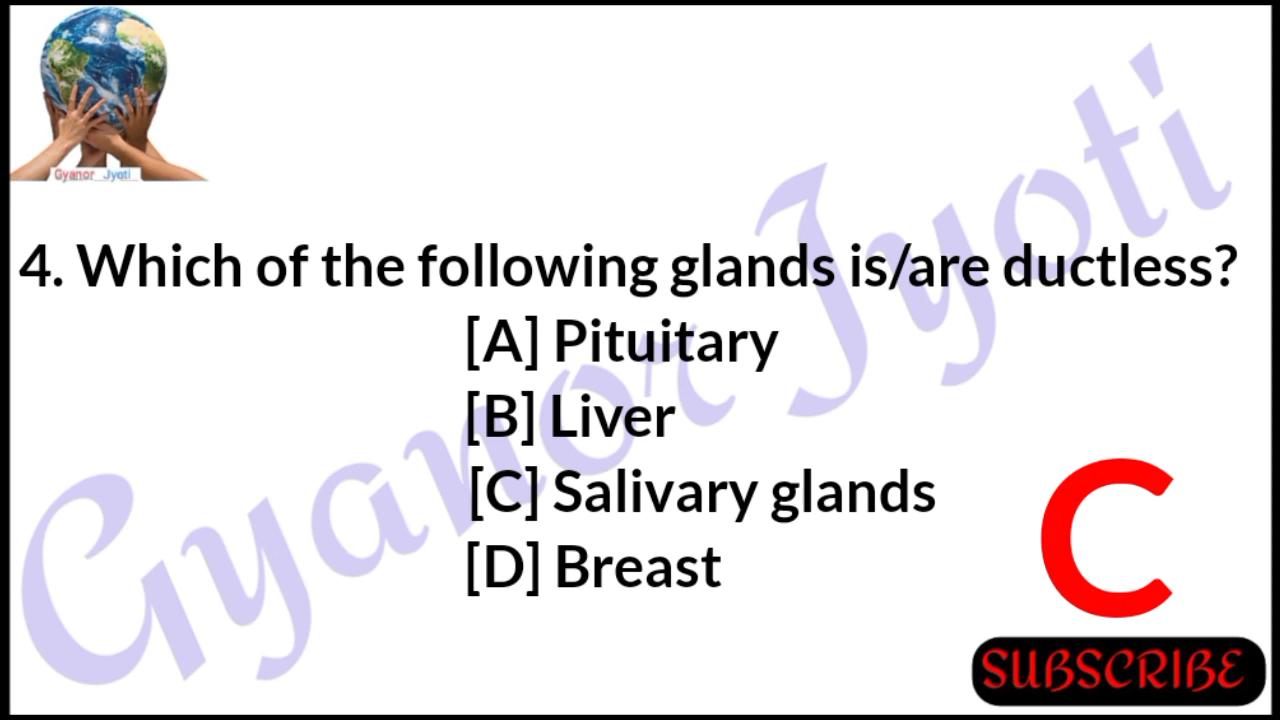 Gyanor Jyoti
4. Which of the following glands is/are ductless?
[A] Pituitary
[B] Liver
[C] Salivary glands
[D] Breast
C
SUBSCRIBE
Gyanor Jyoti